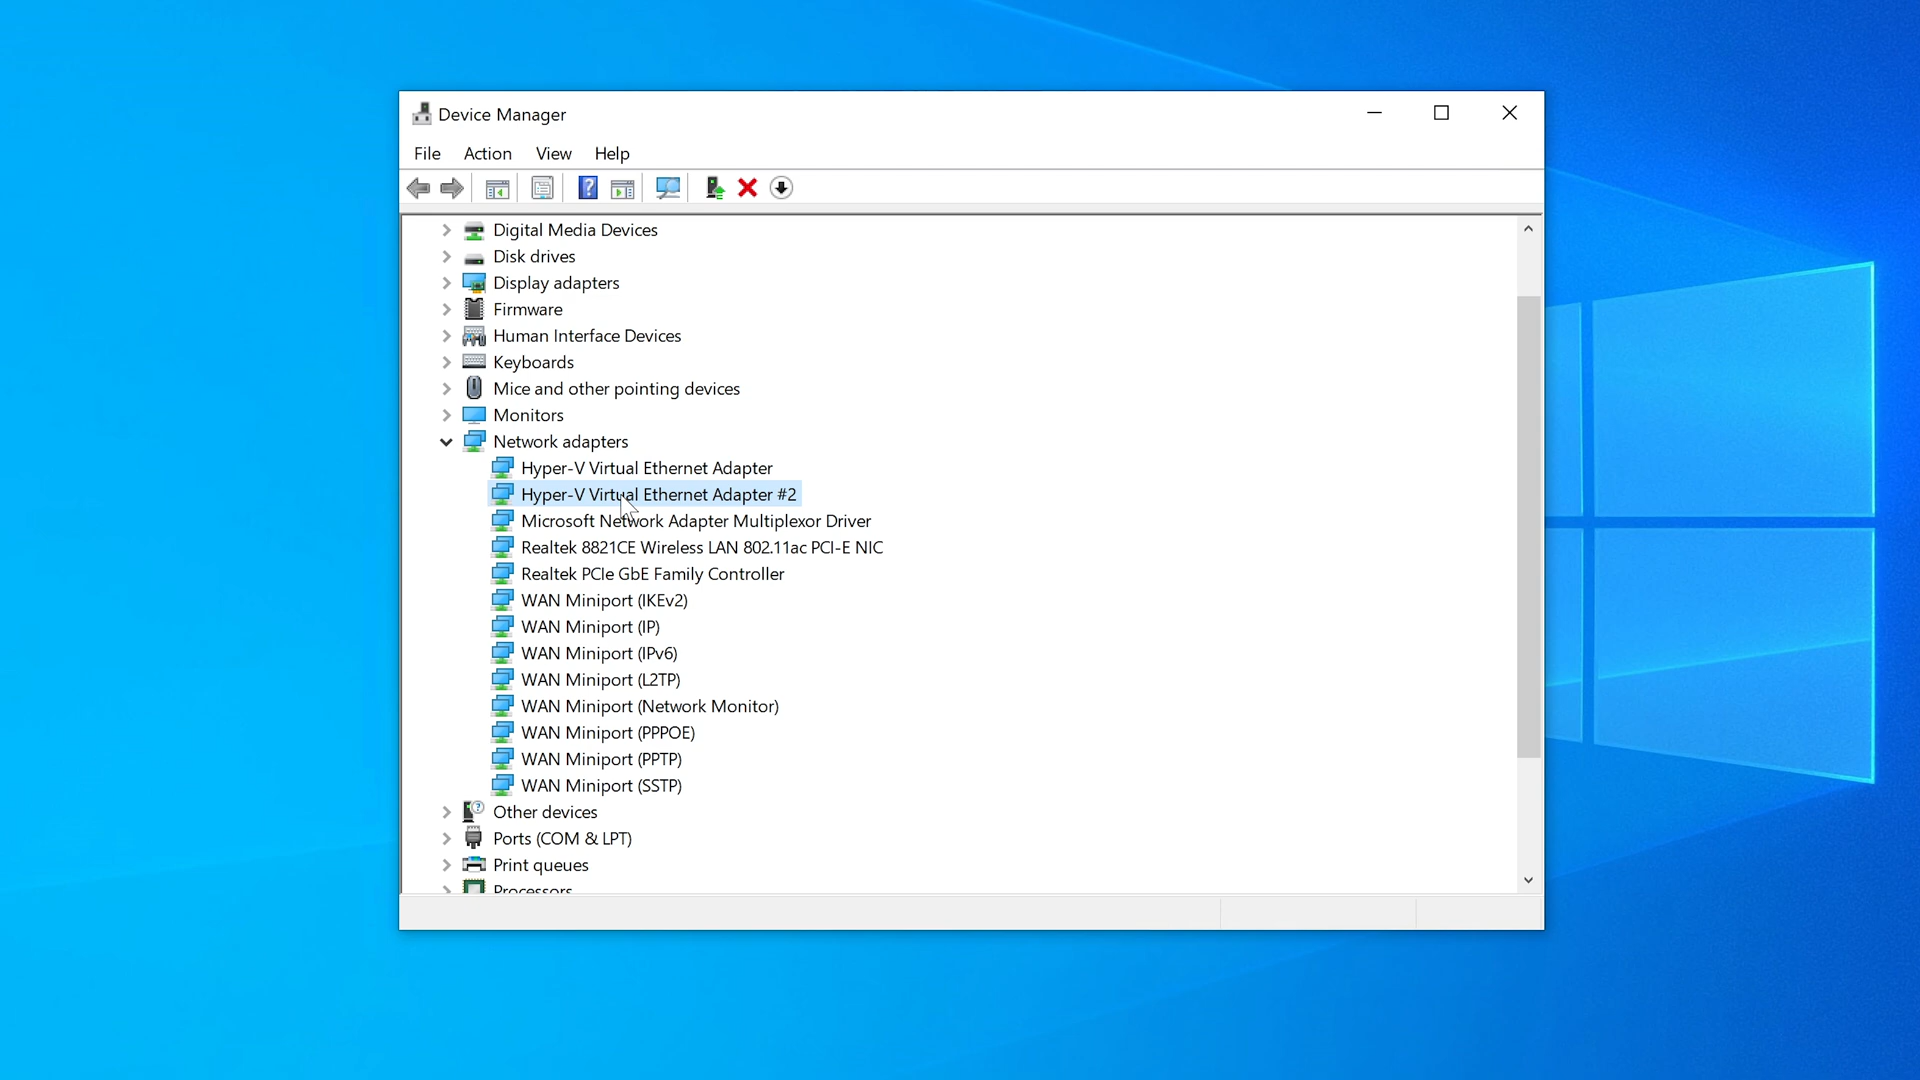 Device Manager
File Action View Help
Digital Media Devices
Disk drives
Display adapters
Firmware
Human Interface Devices
Keyboards
Mice and other pointing devices
Monitors
Network adapters
Hyper-V Virtual Ethernet Adapter
Hyper-V Virtual Ethernet Adapter #2
Microsoft Network Adapter Multiplexor Driver
Realtek 8821CE Wireless LAN 802.11ac PCI-E NIC
Realtek PCIe GbE Family Controller
WAN Miniport (IKEv2)
WAN Miniport (IP)
WAN Miniport (IPv6)
WAN Miniport (L2TP)
WAN Miniport (Network Monitor)
WAN Miniport (PPPOE)
WAN Miniport (PPTP)
WAN Miniport (SSTP)
Other devices
Ports (COM & LPT)
Print queues
Processors